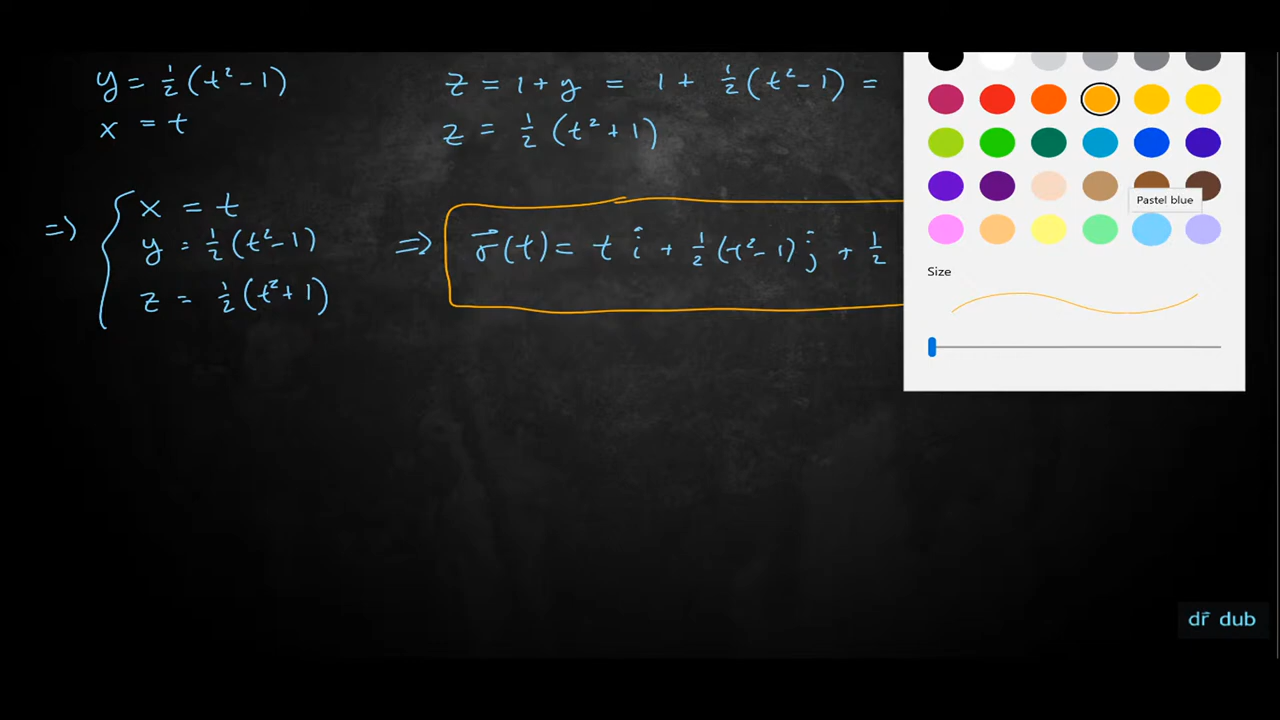 y = ½(t² − 1)
z = 1 + y = 1 + ½(t² − 1) =
x = t
z = ½(t² + 1)
⇒ { x = t
y = ½(t² − 1)
z = ½(t² + 1)
⇒ r⃗(t) = t i + ½(t² − 1) j + ½
Pastel blue
Size
dr̄ dub